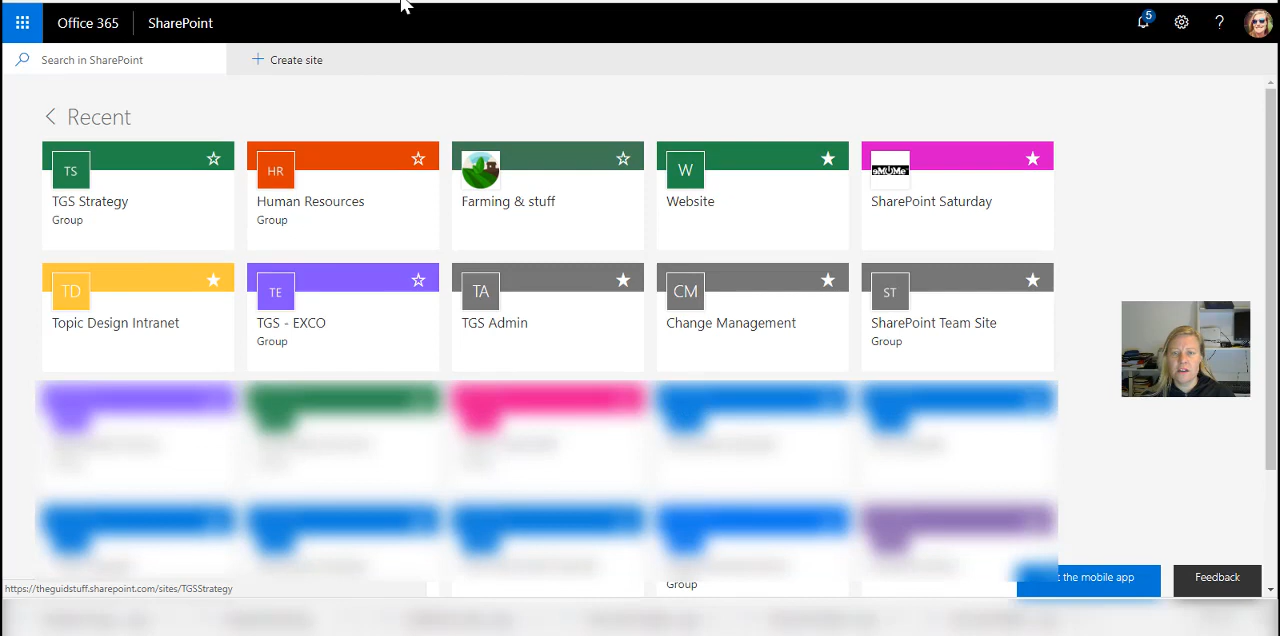 Office 365 SharePoint 5 ?
Search in SharePoint + Create site
Recent
TS HR W eMUMe
TGS Strategy Human Resources Farming & stuff Website SharePoint Saturday
Group Group
TD TE TA CM ST
Topic Design Intranet TGS - EXCO TGS Admin Change Management SharePoint Team Site
Group Group
the mobile app Feedback
Group
https://theguidstuff.sharepoint.com/sites/TGSStrategy